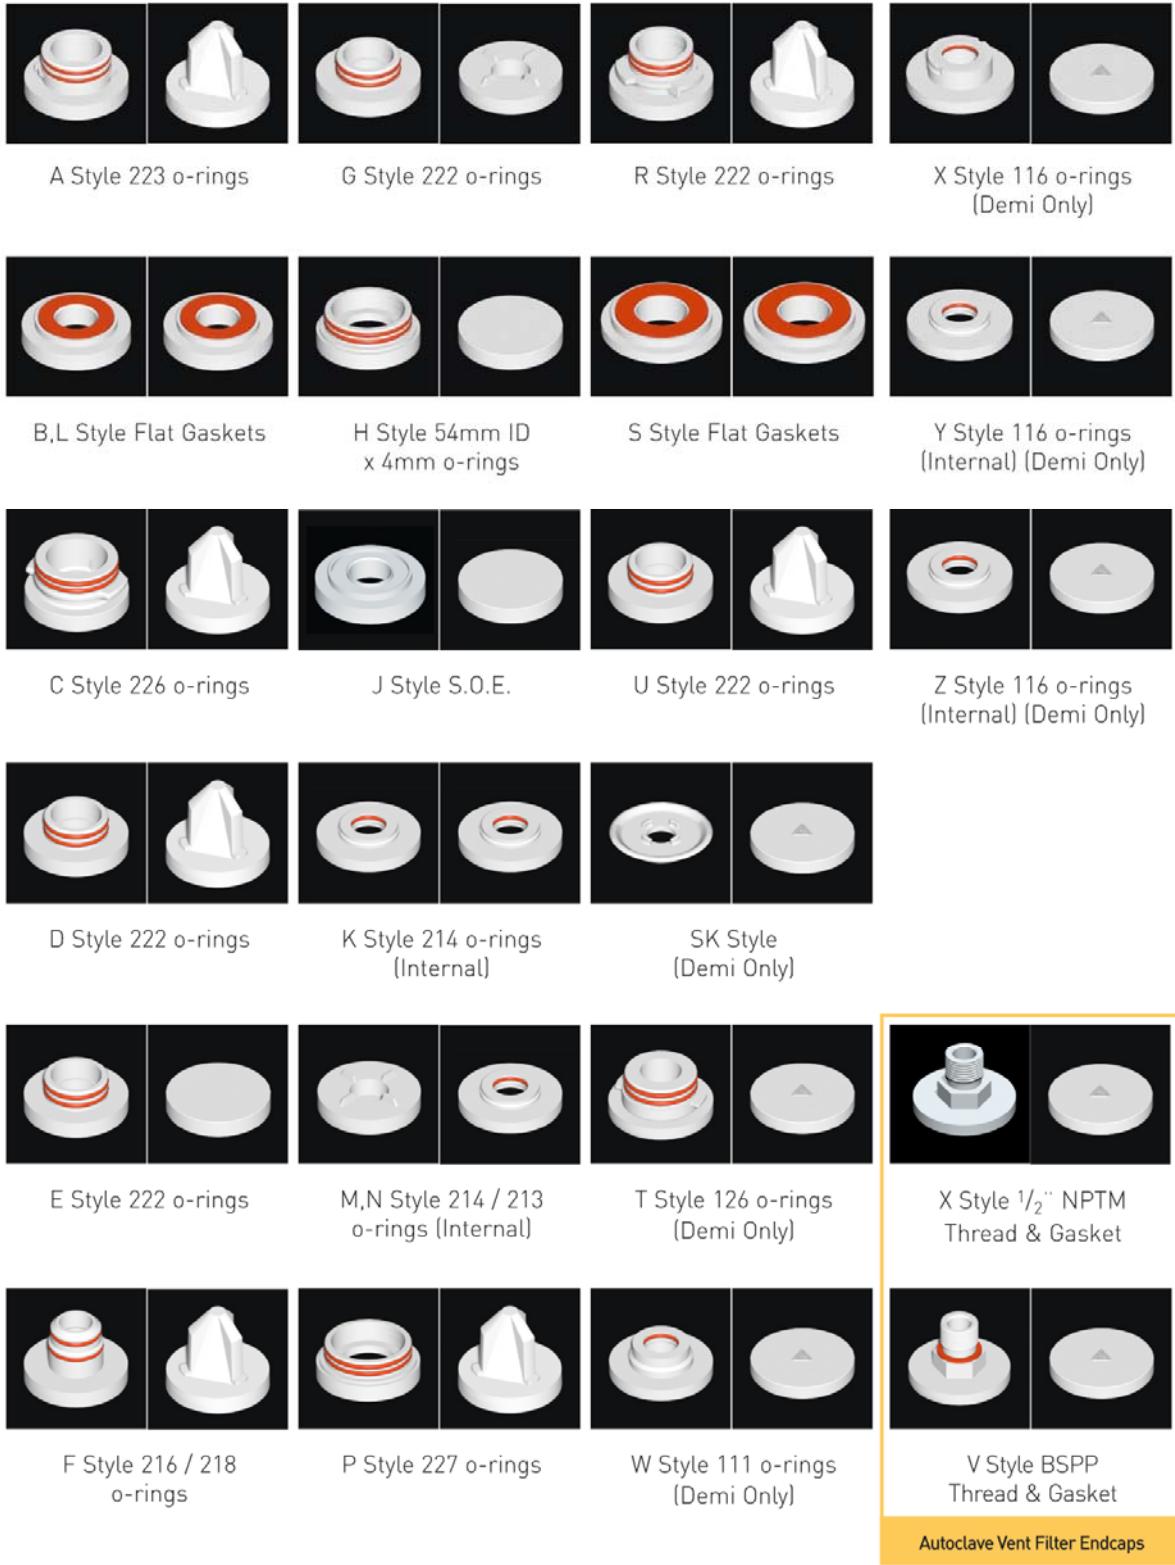 A Style 223 o-rings
G Style 222 o-rings
R Style 222 o-rings
X Style 116 o-rings
(Demi Only)
B,L Style Flat Gaskets
H Style 54mm ID
x 4mm o-rings
S Style Flat Gaskets
Y Style 116 o-rings
(Internal) (Demi Only)
C Style 226 o-rings
J Style S.O.E.
U Style 222 o-rings
Z Style 116 o-rings
(Internal) (Demi Only)
D Style 222 o-rings
K Style 214 o-rings
(Internal)
SK Style
(Demi Only)
E Style 222 o-rings
M,N Style 214 / 213
o-rings (Internal)
T Style 126 o-rings
(Demi Only)
X Style 1/2¨ NPTM
Thread & Gasket
F Style 216 / 218
o-rings
P Style 227 o-rings
W Style 111 o-rings
(Demi Only)
V Style BSPP
Thread & Gasket
Autoclave Vent Filter Endcaps